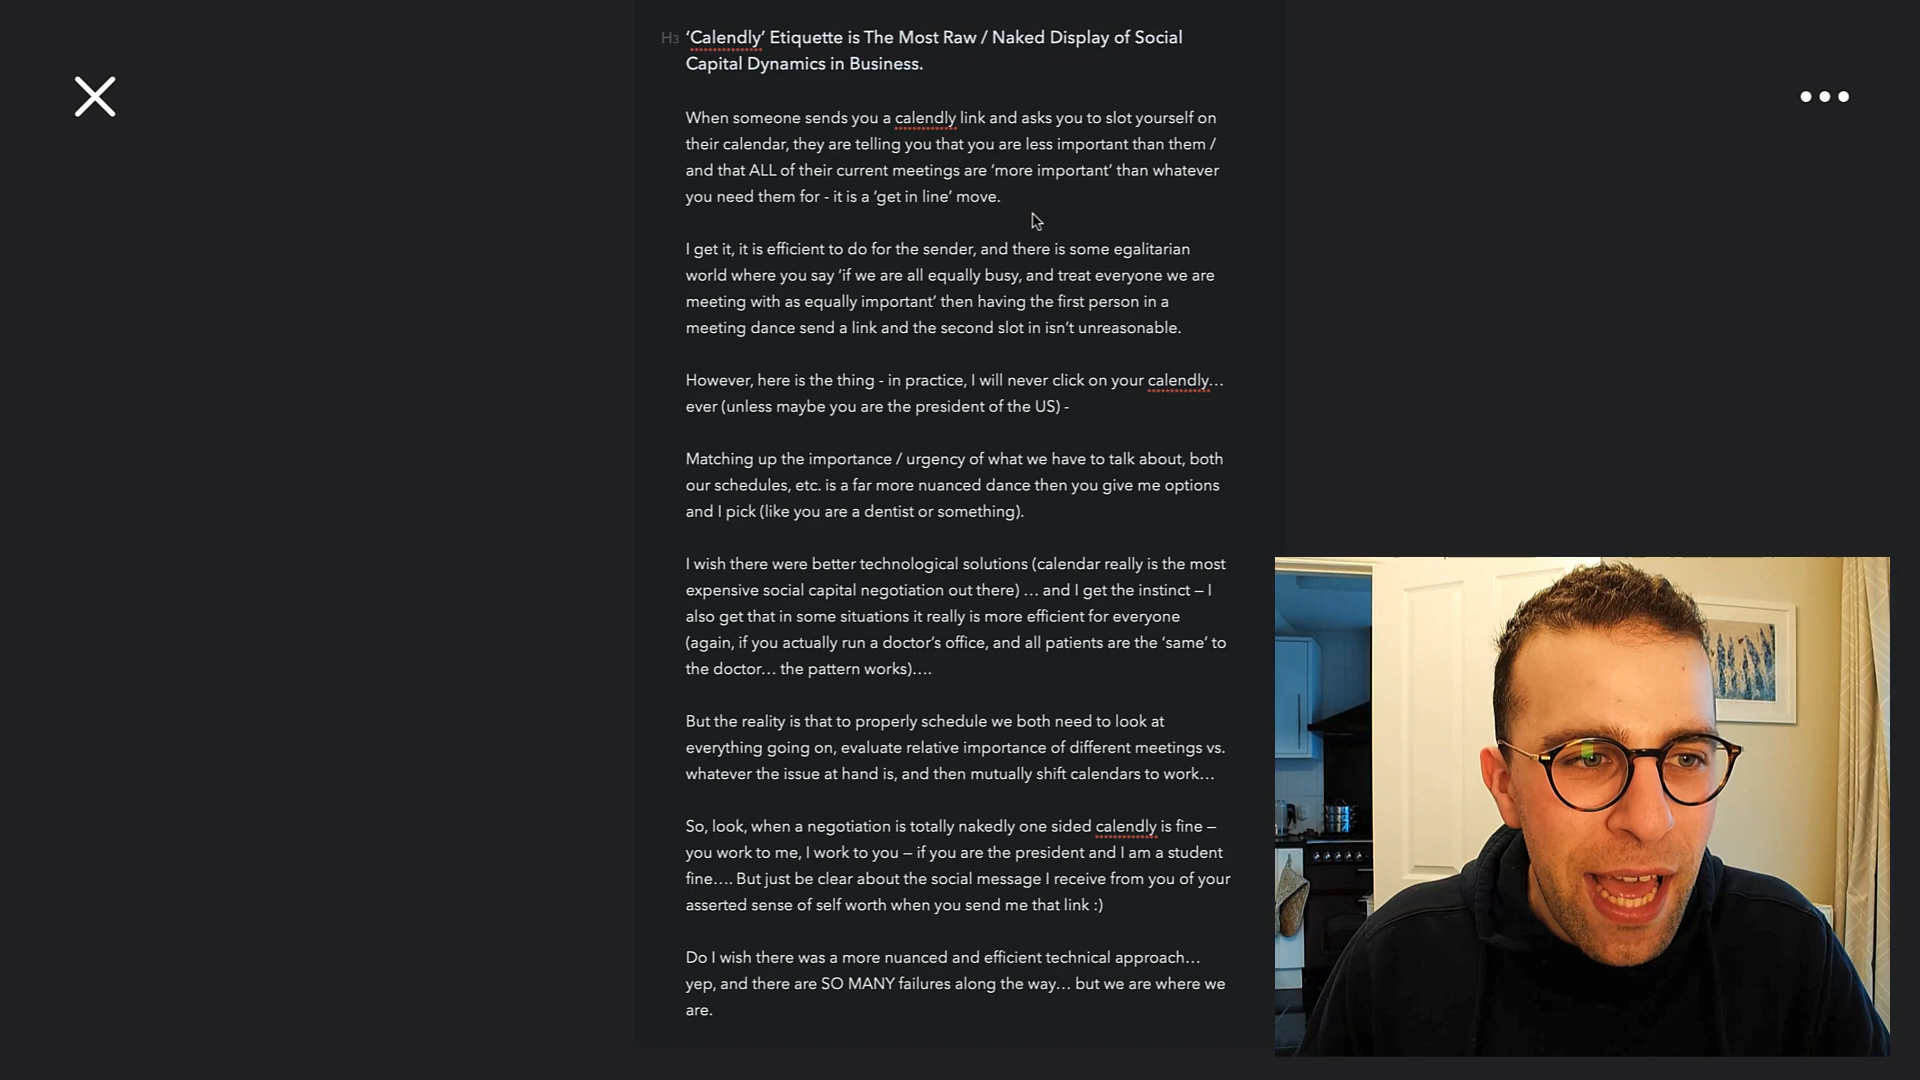 H3 ‘Calendly’ Etiquette is The Most Raw / Naked Display of Social
Capital Dynamics in Business.
When someone sends you a calendly link and asks you to slot yourself on
their calendar, they are telling you that you are less important than them /
and that ALL of their current meetings are ‘more important’ than whatever
you need them for - it is a ‘get in line’ move.
I get it, it is efficient to do for the sender, and there is some egalitarian
world where you say ‘if we are all equally busy, and treat everyone we are
meeting with as equally important’ then having the first person in a
meeting dance send a link and the second slot in isn’t unreasonable.
However, here is the thing - in practice, I will never click on your calendly…
ever (unless maybe you are the president of the US) -
Matching up the importance / urgency of what we have to talk about, both
our schedules, etc. is a far more nuanced dance then you give me options
and I pick (like you are a dentist or something).
I wish there were better technological solutions (calendar really is the most
expensive social capital negotiation out there) … and I get the instinct – I
also get that in some situations it really is more efficient for everyone
(again, if you actually run a doctor’s office, and all patients are the ‘same’ to
the doctor… the pattern works)….
But the reality is that to properly schedule we both need to look at
everything going on, evaluate relative importance of different meetings vs.
whatever the issue at hand is, and then mutually shift calendars to work…
So, look, when a negotiation is totally nakedly one sided calendly is fine –
you work to me, I work to you – if you are the president and I am a student
fine…. But just be clear about the social message I receive from you of your
asserted sense of self worth when you send me that link :)
Do I wish there was a more nuanced and efficient technical approach…
yep, and there are SO MANY failures along the way… but we are where we
are.